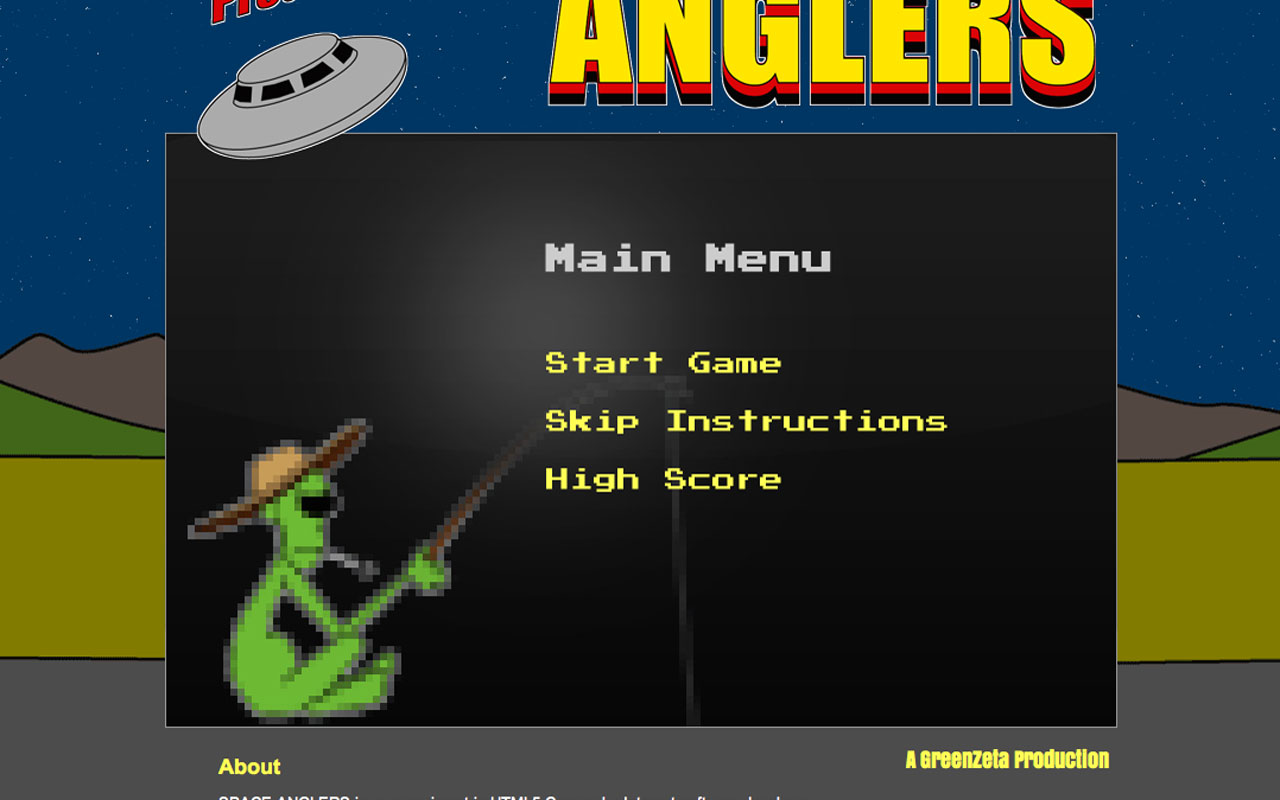 ANGLERS
Main Menu
Start Game
Skip Instructions
High Score
About
A GreenZeta Production